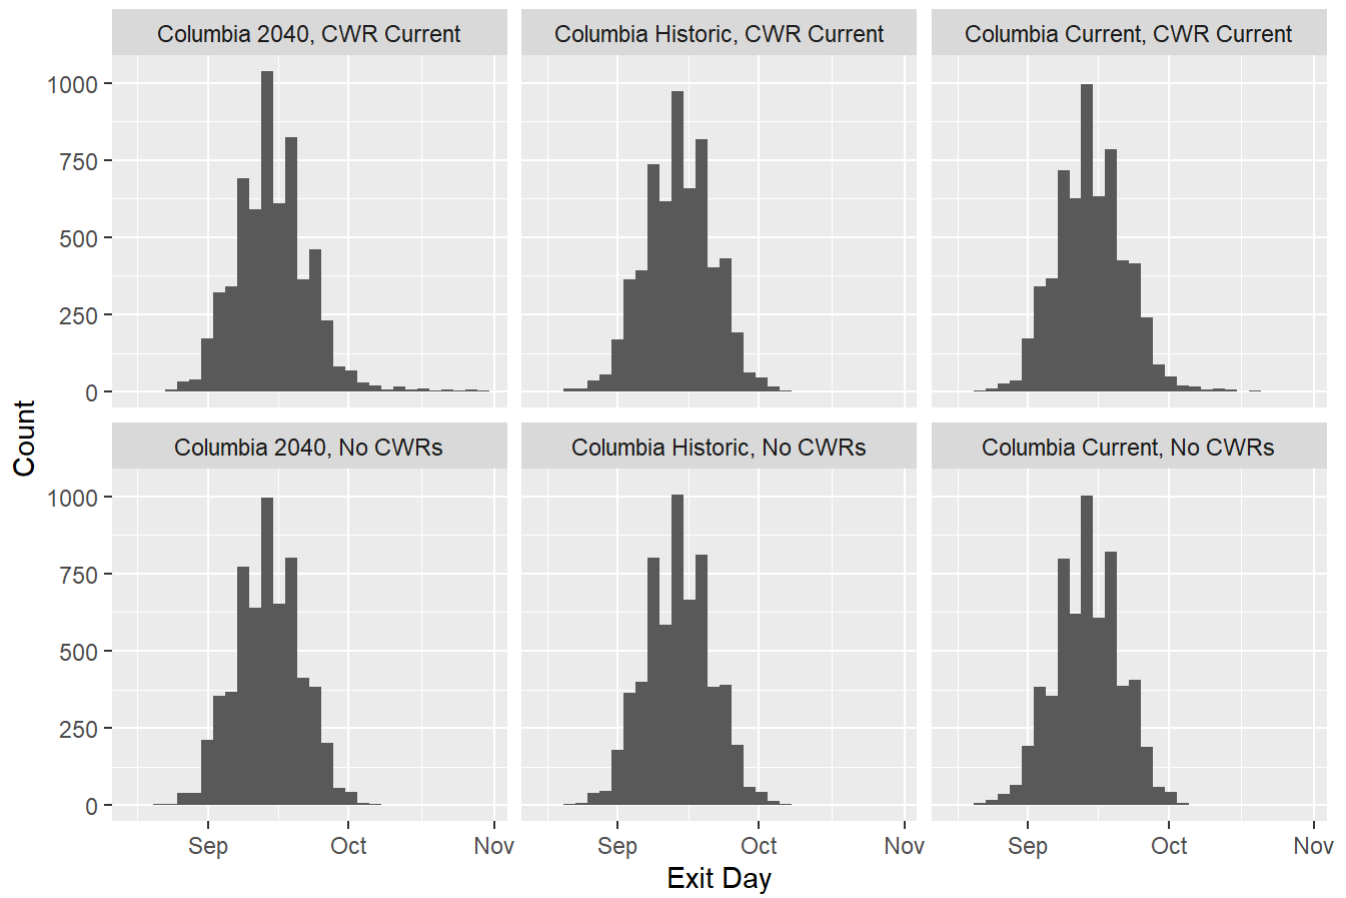 Columbia 2040, CWR Current
Columbia Historic, CWR Current
Columbia Current, CWR Current
1000
750
500
250
0
Count
Columbia 2040, No CWRs
Columbia Historic, No CWRs
Columbia Current, No CWRs
1000
750
500
250
0
Sep Oct Nov Sep Oct Nov Sep Oct Nov
Exit Day